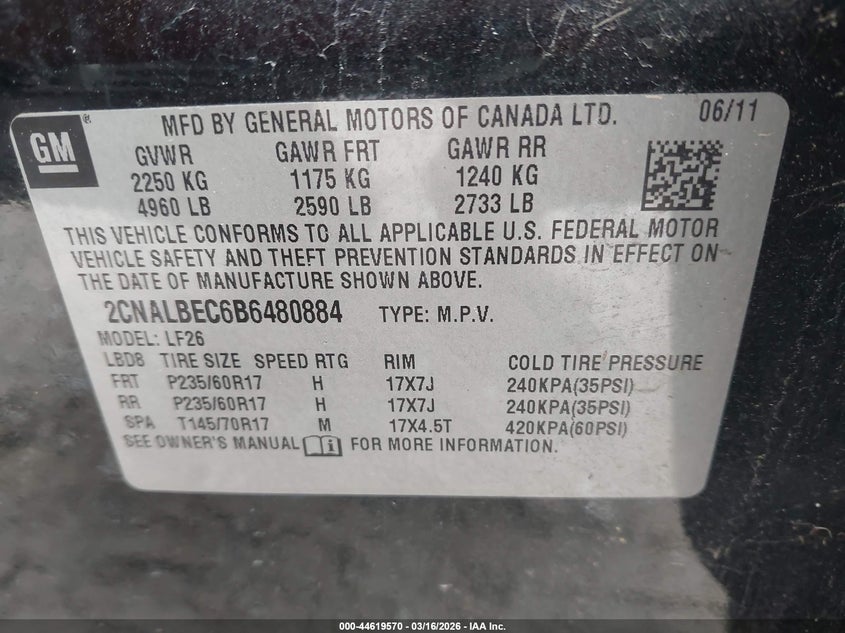 GM ® MFD BY GENERAL MOTORS OF CANADA LTD. 06/11
GVWR GAWR FRT GAWR RR
2250 KG 1175 KG 1240 KG
4960 LB 2590 LB 2733 LB
THIS VEHICLE CONFORMS TO ALL APPLICABLE U.S. FEDERAL MOTOR
VEHICLE SAFETY AND THEFT PREVENTION STANDARDS IN EFFECT ON
THE DATE OF MANUFACTURE SHOWN ABOVE.
2CNALBEC6B6480884 TYPE: M.P.V.
MODEL: LF26
LBD8 TIRE SIZE SPEED RTG RIM COLD TIRE PRESSURE
FRT P235/60R17 H 17X7J 240KPA(35PSI)
RR P235/60R17 H 17X7J 240KPA(35PSI)
SPA T145/70R17 M 17X4.5T 420KPA(60PSI)
SEE OWNER'S MANUAL i FOR MORE INFORMATION.
000-44619570 — 03/16/2026 — IAA Inc.